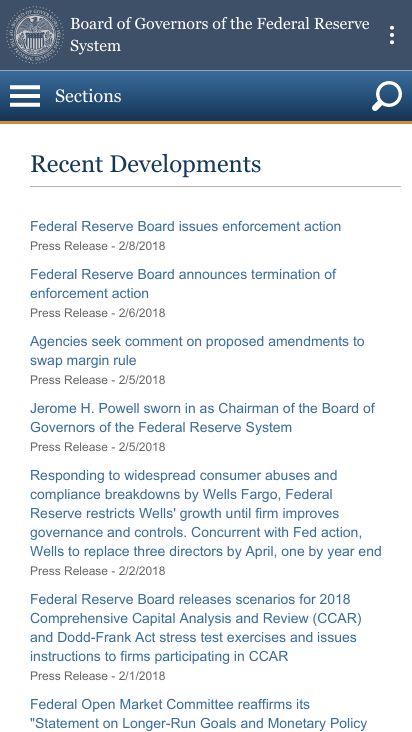 Board of Governors of the Federal Reserve
System
Sections
Recent Developments
Federal Reserve Board issues enforcement action
Press Release - 2/8/2018
Federal Reserve Board announces termination of
enforcement action
Press Release - 2/6/2018
Agencies seek comment on proposed amendments to
swap margin rule
Press Release - 2/5/2018
Jerome H. Powell sworn in as Chairman of the Board of
Governors of the Federal Reserve System
Press Release - 2/5/2018
Responding to widespread consumer abuses and
compliance breakdowns by Wells Fargo, Federal
Reserve restricts Wells' growth until firm improves
governance and controls. Concurrent with Fed action,
Wells to replace three directors by April, one by year end
Press Release - 2/2/2018
Federal Reserve Board releases scenarios for 2018
Comprehensive Capital Analysis and Review (CCAR)
and Dodd-Frank Act stress test exercises and issues
instructions to firms participating in CCAR
Press Release - 2/1/2018
Federal Open Market Committee reaffirms its
"Statement on Longer-Run Goals and Monetary Policy